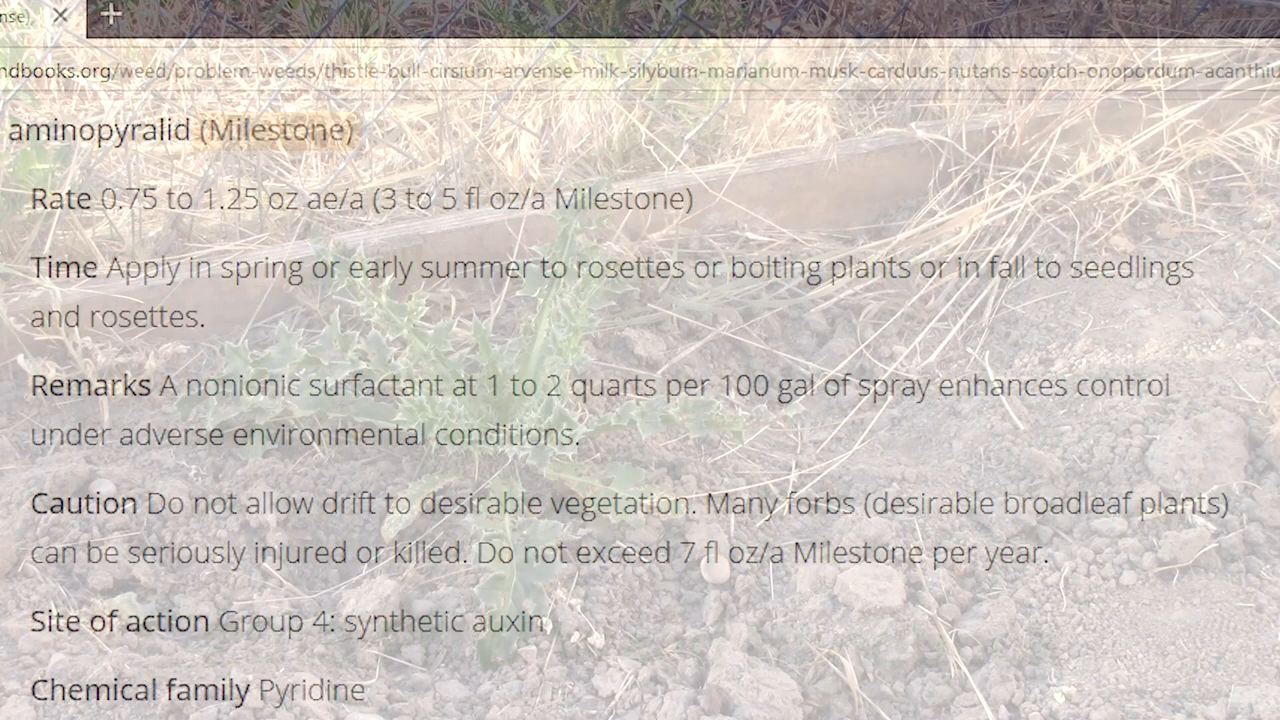 nse)
ndbooks.org/weed/problem-weeds/thistle-bull-cirsium-arvense-milk-silybum-marianum-musk-carduus-nutans-scotch-onopordum-acanthiu
aminopyralid (Milestone)
Rate 0.75 to 1.25 oz ae/a (3 to 5 fl oz/a Milestone)
Time Apply in spring or early summer to rosettes or bolting plants or in fall to seedlings
and rosettes.
Remarks A nonionic surfactant at 1 to 2 quarts per 100 gal of spray enhances control
under adverse environmental conditions.
Caution Do not allow drift to desirable vegetation. Many forbs (desirable broadleaf plants)
can be seriously injured or killed. Do not exceed 7 fl oz/a Milestone per year.
Site of action Group 4: synthetic auxin
Chemical family Pyridine